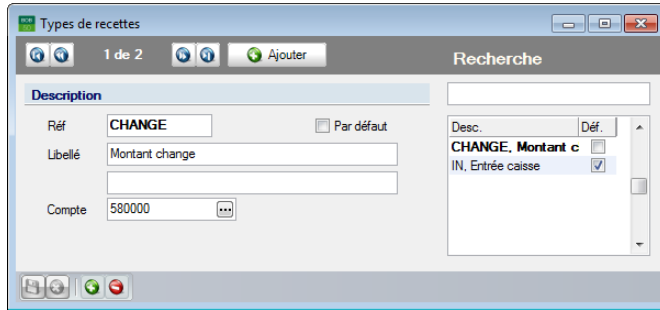 Types de recettes
1 de 2
Ajouter
Recherche
Description
Réf CHANGE Par défaut
Libellé Montant change
Compte 580000 ...
Desc. Déf.
CHANGE, Montant c
IN, Entrée caisse